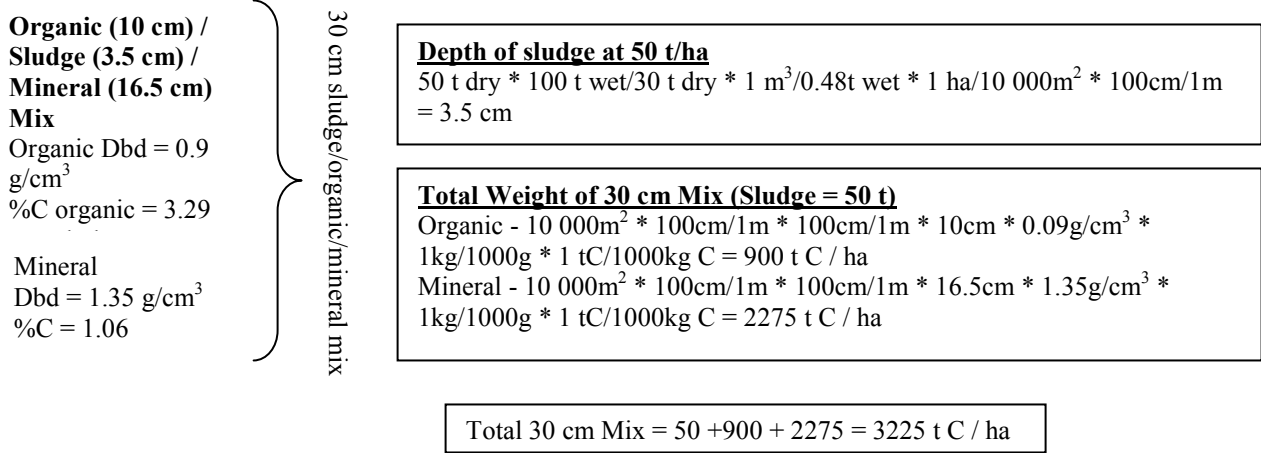 Organic (10 cm) /
Sludge (3.5 cm) /
Mineral (16.5 cm)
Mix
Organic Dbd = 0.9
g/cm³
%C organic = 3.29
Mineral
Dbd = 1.35 g/cm³
%C = 1.06
30 cm sludge/organic/mineral mix
Depth of sludge at 50 t/ha
50 t dry * 100 t wet/30 t dry * 1 m³/0.48t wet * 1 ha/10 000m² * 100cm/1m
= 3.5 cm
Total Weight of 30 cm Mix (Sludge = 50 t)
Organic - 10 000m² * 100cm/1m * 100cm/1m * 10cm * 0.09g/cm³ *
1kg/1000g * 1 tC/1000kg C = 900 t C / ha
Mineral - 10 000m² * 100cm/1m * 100cm/1m * 16.5cm * 1.35g/cm³ *
1kg/1000g * 1 tC/1000kg C = 2275 t C / ha
Total 30 cm Mix = 50 +900 + 2275 = 3225 t C / ha